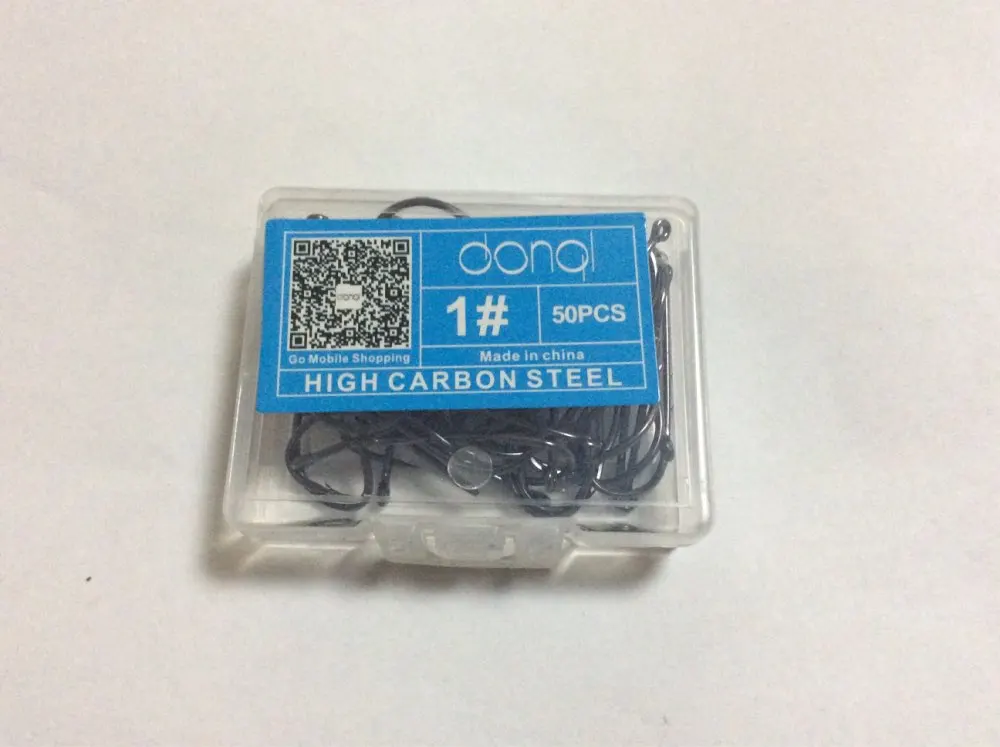 donql
1#
50PCS
Go Mobile Shopping
Made in china
HIGH CARBON STEEL